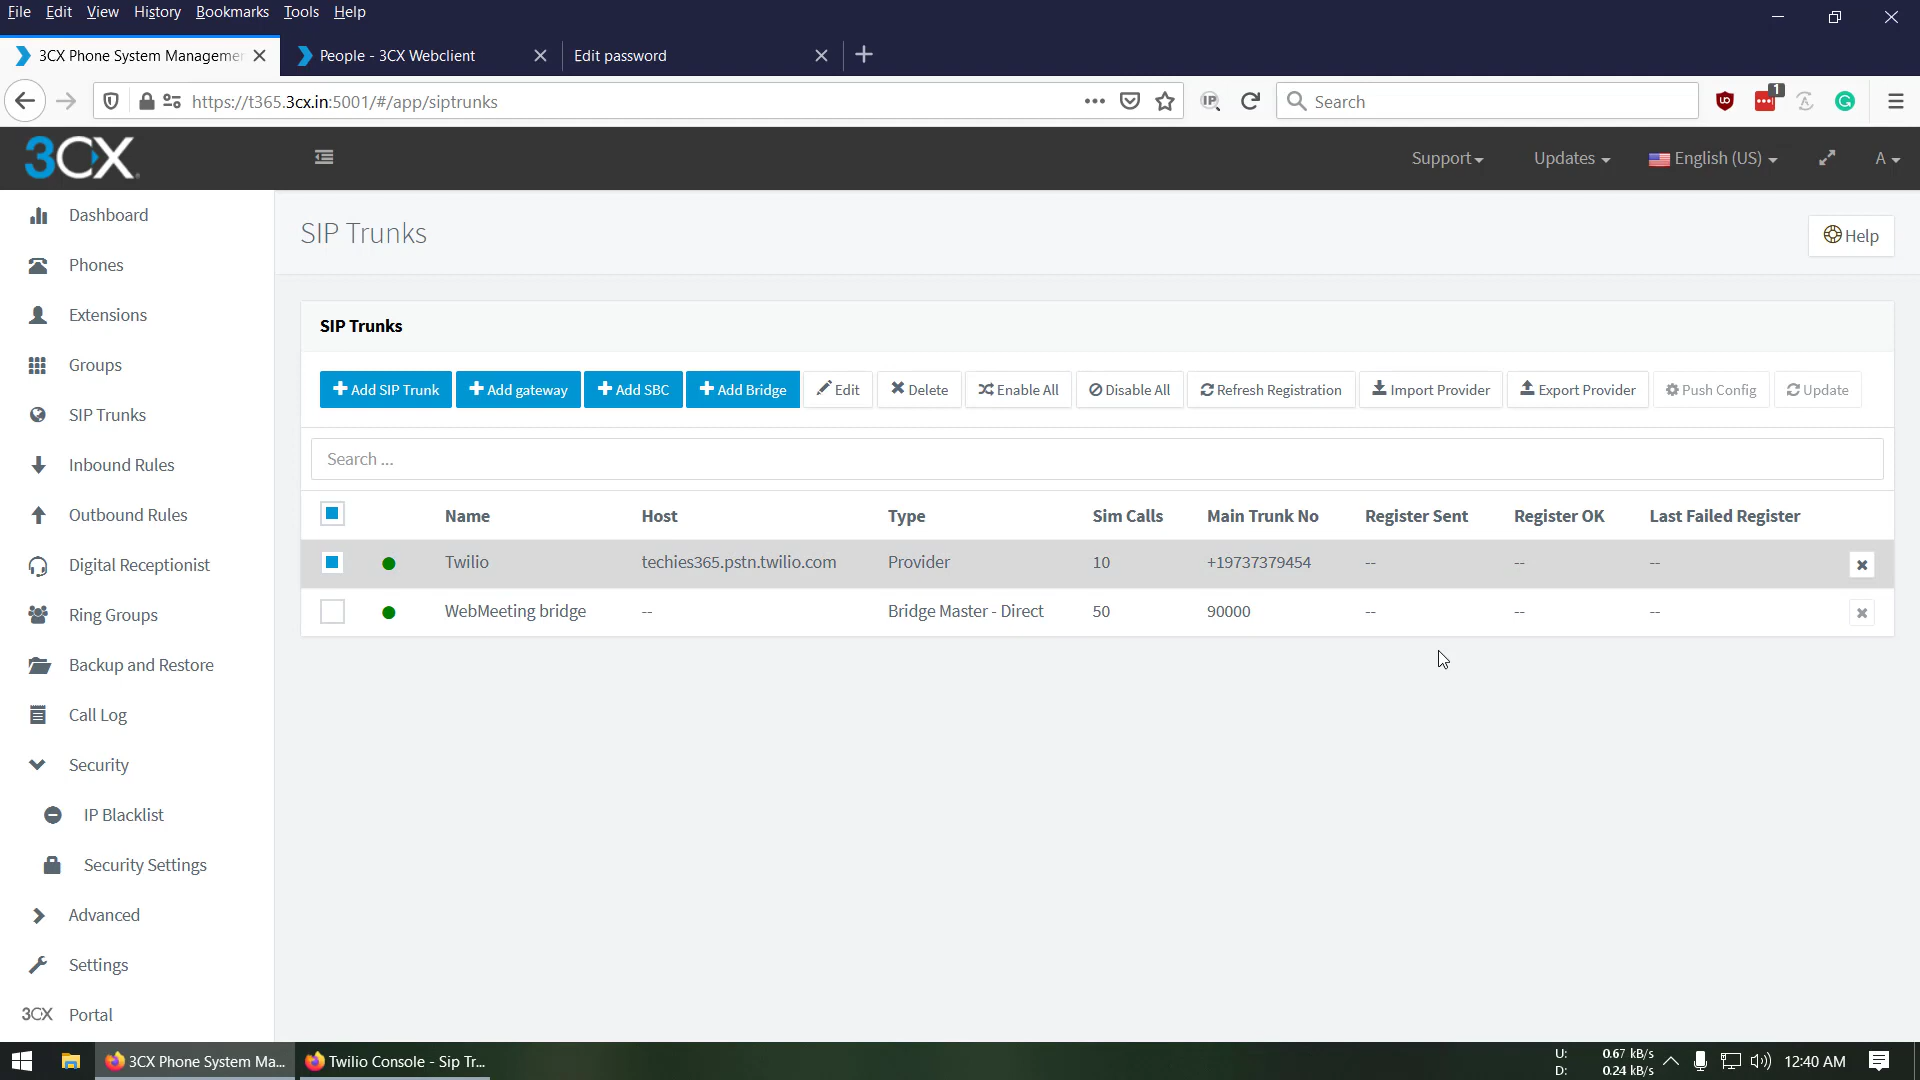 File Edit View History Bookmarks Tools Help
3CX Phone System Managemen
People - 3CX Webclient
Edit password
https://t365.3cx.in:5001/#/app/siptrunks
IP
Search
1
3CX
Support
Updates
English (US)
A
Dashboard
Phones
Extensions
Groups
SIP Trunks
Inbound Rules
Outbound Rules
Digital Receptionist
Ring Groups
Backup and Restore
Call Log
Security
IP Blacklist
Security Settings
Advanced
Settings
3CX Portal
SIP Trunks
Help
SIP Trunks
Add SIP Trunk
Add gateway
Add SBC
Add Bridge
Edit
Delete
Enable All
Disable All
Refresh Registration
Import Provider
Export Provider
Push Config
Update
Search ...
Name Host Type Sim Calls Main Trunk No Register Sent Register OK Last Failed Register
Twilio techies365.pstn.twilio.com Provider 10 +19737379454 -- -- --
WebMeeting bridge -- Bridge Master - Direct 50 90000 -- -- --
3CX Phone System Ma...
Twilio Console - Sip Tr...
U: 0.67 kB/s
D: 0.24 kB/s
12:40 AM